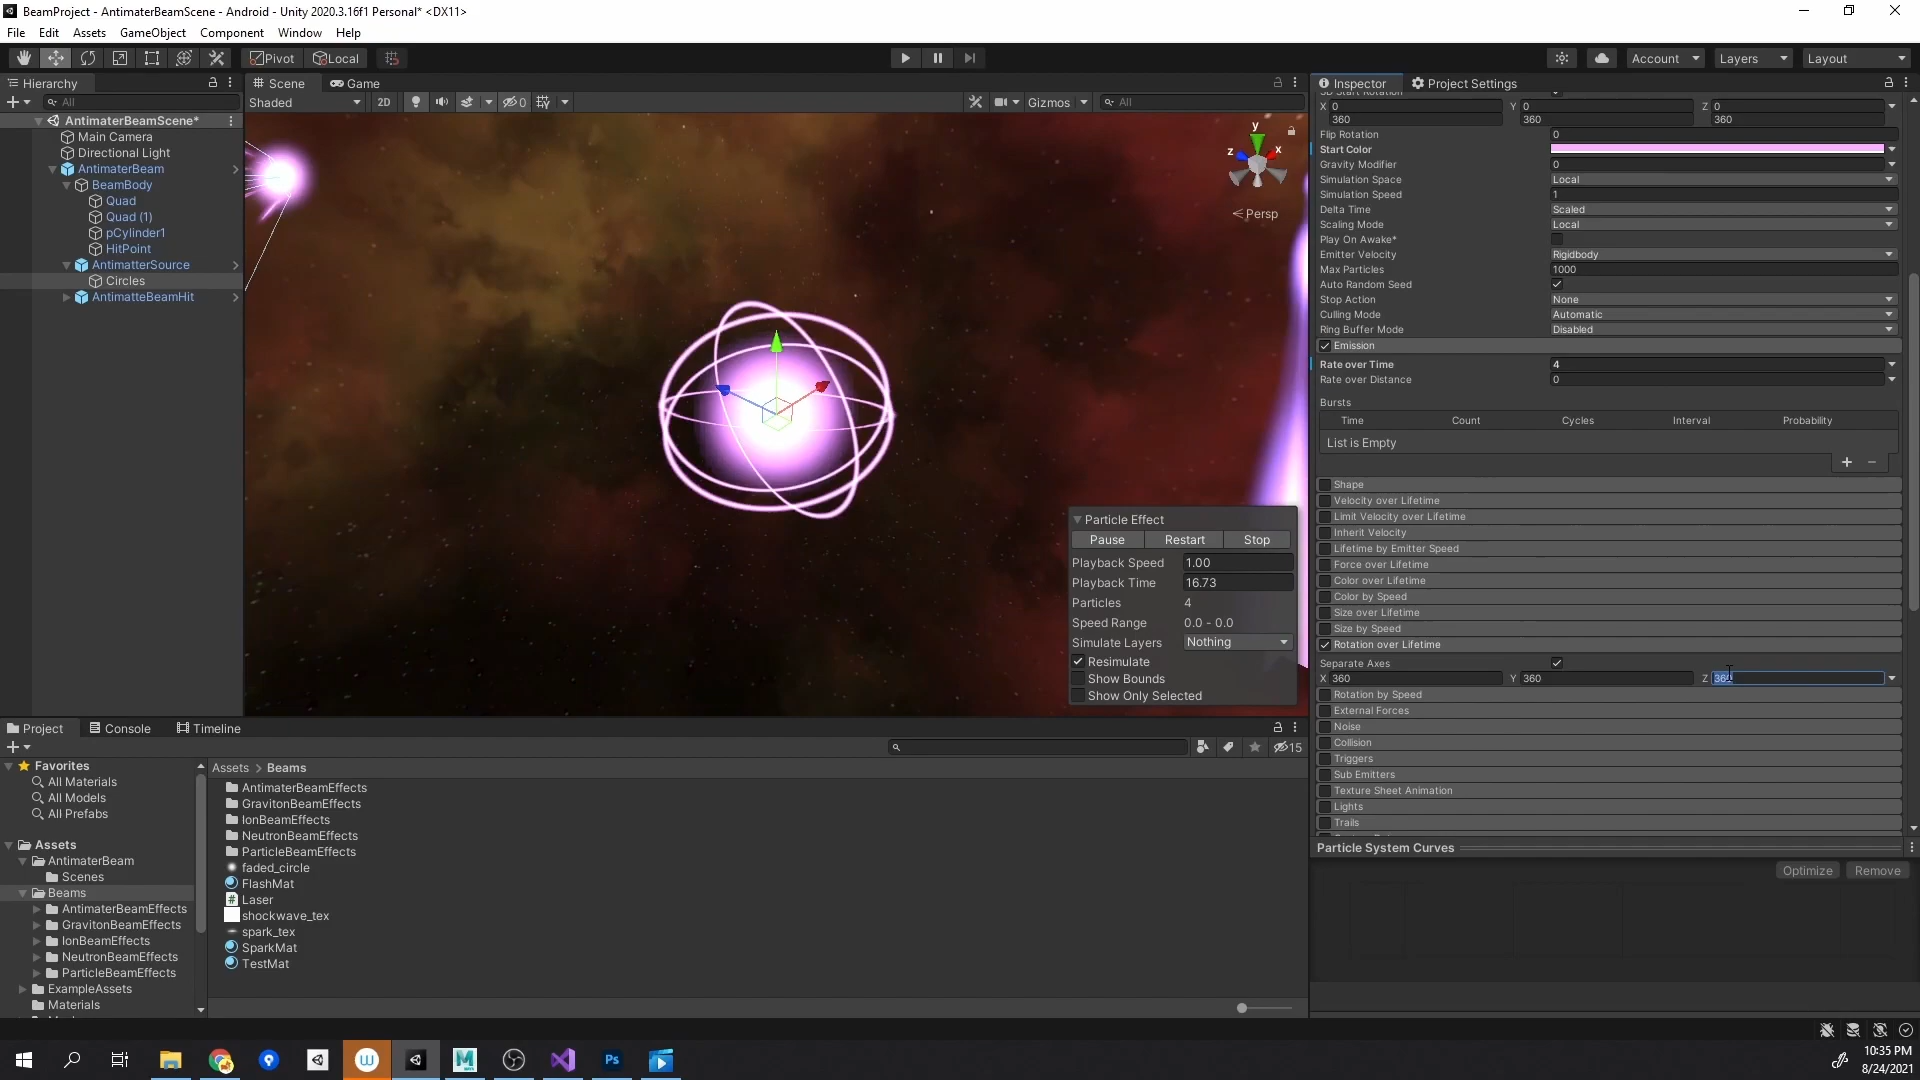 BeamProject - AntimaterBeamScene - Android - Unity 2020.3.16f1 Personal* <DX11>
File Edit Assets GameObject Component Window Help
Pivot Local Account Layers Layout
Hierarchy
All
AntimaterBeamScene*
Main Camera
Directional Light
AntimaterBeam
BeamBody
Quad
Quad (1)
pCylinder1
HitPoint
AntimatterSource
Circles
AntimatteBeamHit
Scene Game
Shaded 2D 0 Gizmos All
y
z x
Persp
Particle Effect
Pause Restart Stop
Playback Speed 1.00
Playback Time 16.73
Particles 4
Speed Range 0.0 - 0.0
Simulate Layers Nothing
Resimulate
Show Bounds
Show Only Selected
Inspector Project Settings
3D Start Rotation
X 0 Y 0 Z 0
360 360 360
Flip Rotation 0
Start Color
Gravity Modifier 0
Simulation Space Local
Simulation Speed 1
Delta Time Scaled
Scaling Mode Local
Play On Awake*
Emitter Velocity Rigidbody
Max Particles 1000
Auto Random Seed
Stop Action None
Culling Mode Automatic
Ring Buffer Mode Disabled
Emission
Rate over Time 4
Rate over Distance 0
Bursts
Time Count Cycles Interval Probability
List is Empty
Shape
Velocity over Lifetime
Limit Velocity over Lifetime
Inherit Velocity
Lifetime by Emitter Speed
Force over Lifetime
Color over Lifetime
Color by Speed
Size over Lifetime
Size by Speed
Rotation over Lifetime
Separate Axes
X 360 Y 360 Z 360
Rotation by Speed
External Forces
Noise
Collision
Triggers
Sub Emitters
Texture Sheet Animation
Lights
Trails
Particle System Curves
Optimize Remove
Project Console Timeline
15
Favorites
All Materials
All Models
All Prefabs
Assets
AntimaterBeam
Scenes
Beams
AntimaterBeamEffects
GravitonBeamEffects
IonBeamEffects
NeutronBeamEffects
ParticleBeamEffects
ExampleAssets
Materials
Assets > Beams
AntimaterBeamEffects
GravitonBeamEffects
IonBeamEffects
NeutronBeamEffects
ParticleBeamEffects
faded_circle
FlashMat
Laser
shockwave_tex
spark_tex
SparkMat
TestMat
Ps
10:35 PM
8/24/2021